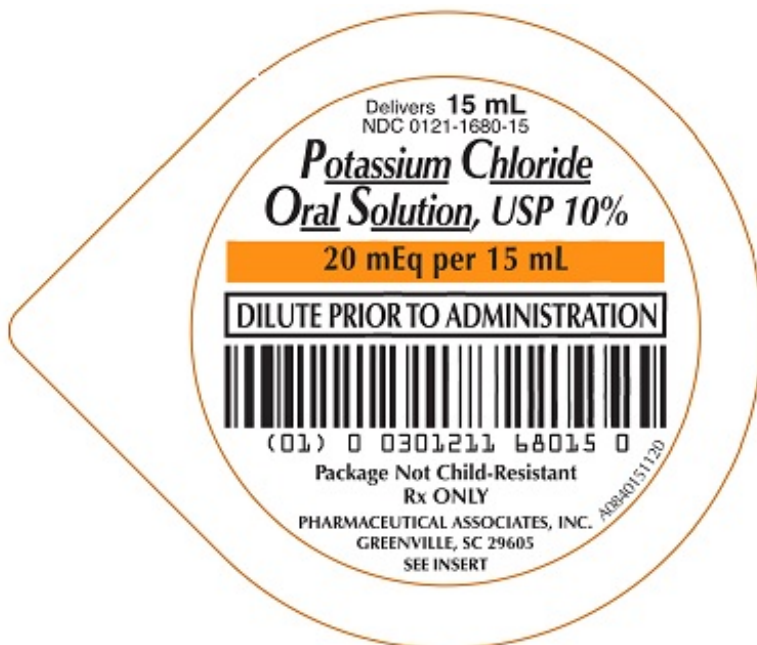 Delivers 15 mL
NDC 0121-1680-15
Potassium Chloride
Oral Solution, USP 10%
20 mEq per 15 mL
DILUTE PRIOR TO ADMINISTRATION
(01) 0 0301211 68015 0
Package Not Child-Resistant
Rx ONLY
PHARMACEUTICAL ASSOCIATES, INC.
GREENVILLE, SC 29605
SEE INSERT
A0840151120